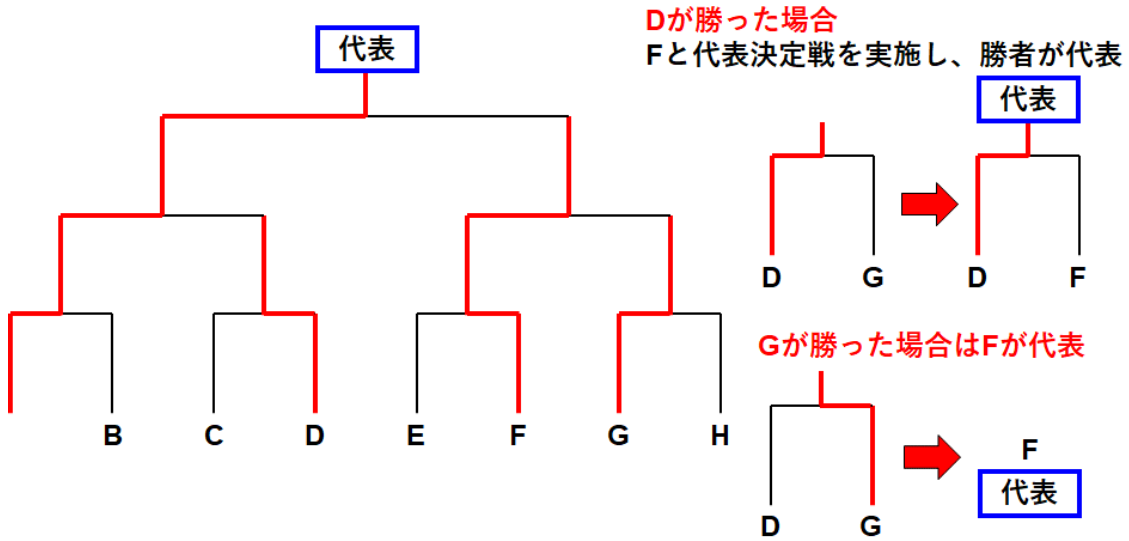 代表
B C D E F G H
Dが勝った場合
Fと代表決定戦を実施し、勝者が代表
代表
D G D F
Gが勝った場合はFが代表
F
代表
D G